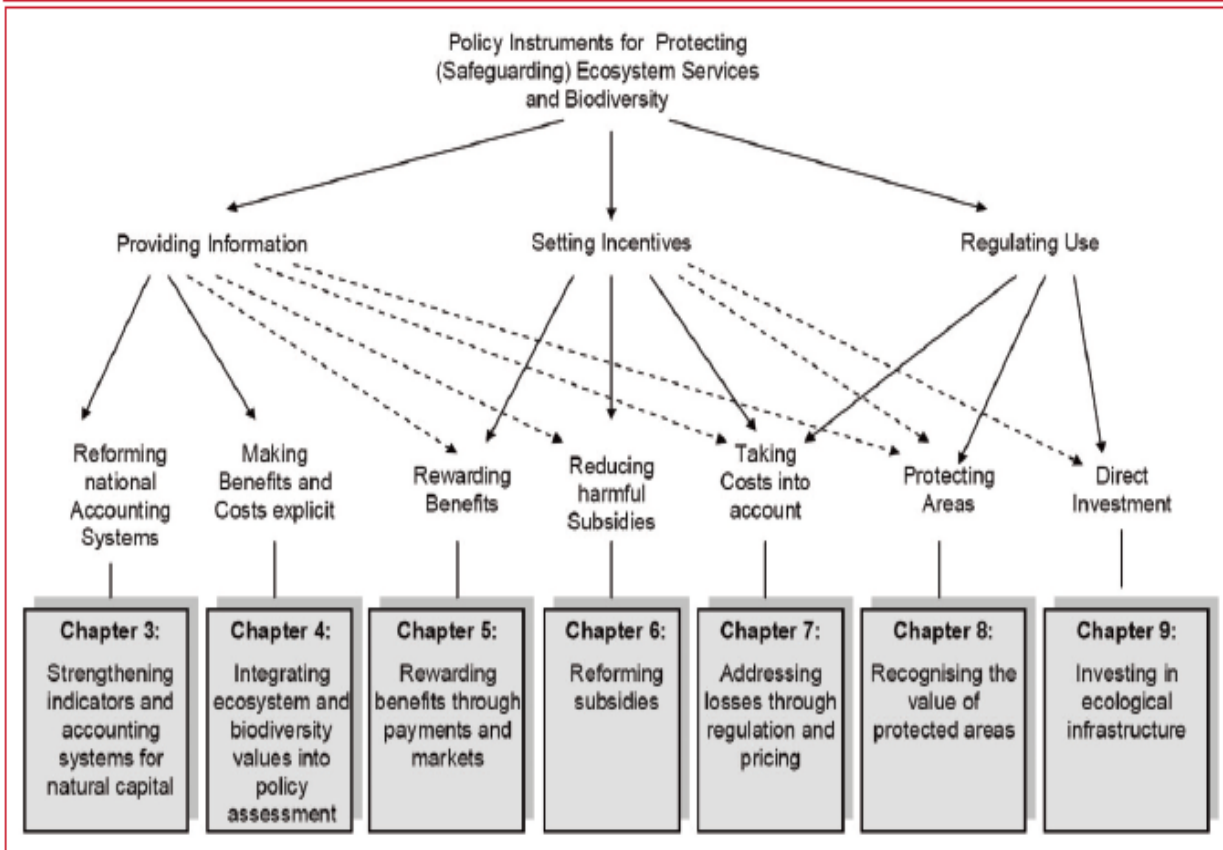 Policy Instruments for Protecting
(Safeguarding) Ecosystem Services
and Biodiversity
Providing Information
Setting Incentives
Regulating Use
Reforming
national
Accounting
Systems
Making
Benefits and
Costs explicit
Rewarding
Benefits
Reducing
harmful
Subsidies
Taking
Costs into
account
Protecting
Areas
Direct
Investment
Chapter 3:
Strengthening
indicators and
accounting
systems for
natural capital
Chapter 4:
Integrating
ecosystem and
biodiversity
values into
policy
assessment
Chapter 5:
Rewarding
benefits through
payments and
markets
Chapter 6:
Reforming
subsidies
Chapter 7:
Addressing
losses through
regulation and
pricing
Chapter 8:
Recognising the
value of
protected areas
Chapter 9:
Investing in
ecological
infrastructure